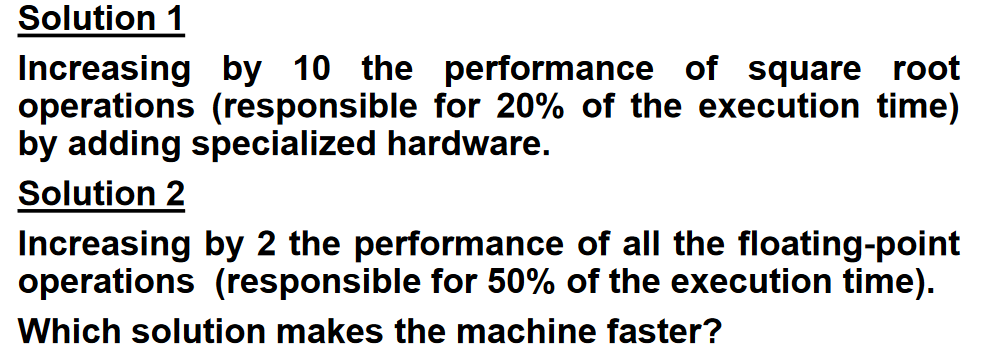 Solution 1
Increasing by 10 the performance of square root
operations (responsible for 20% of the execution time)
by adding specialized hardware.
Solution 2
Increasing by 2 the performance of all the floating-point
operations (responsible for 50% of the execution time).
Which solution makes the machine faster?